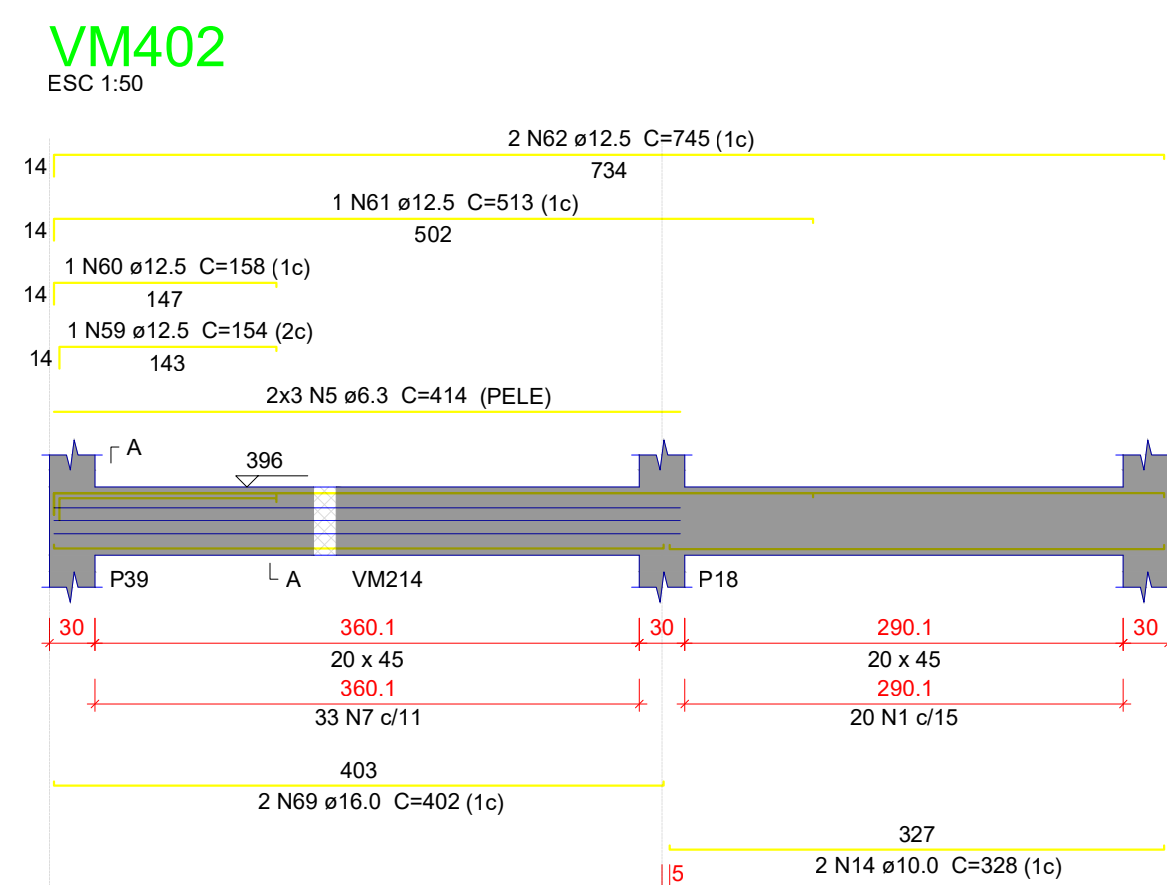 VM402
ESC 1:50
2 N62 ø12.5 C=745 (1c)
14
734
1 N61 ø12.5 C=513 (1c)
14
502
1 N60 ø12.5 C=158 (1c)
14
147
1 N59 ø12.5 C=154 (2c)
14
143
2x3 N5 ø6.3 C=414 (PELE)
A
396
P39
A
VM214
P18
30 360.1 30 290.1 30
20 x 45 20 x 45
360.1 290.1
33 N7 c/11 20 N1 c/15
403
2 N69 ø16.0 C=402 (1c)
327
2 N14 ø10.0 C=328 (1c)
5